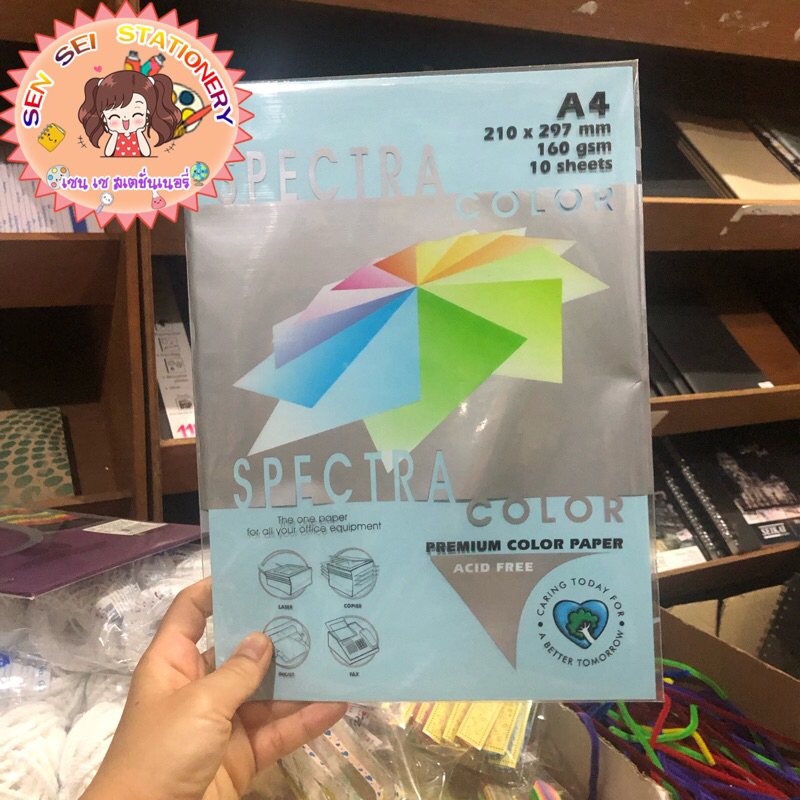 SEN SEI STATIONERY
เซน เซ สเตชั่นเนอรี่
A4
210 x 297 mm
160 gsm
10 sheets
SPECTRA
COLOR
SPECTRA
COLOR
The one paper
for all your office equipment
PREMIUM COLOR PAPER
ACID FREE
LASER
COPIER
INKJET
FAX
• CARING TODAY FOR •
A BETTER TOMORROW